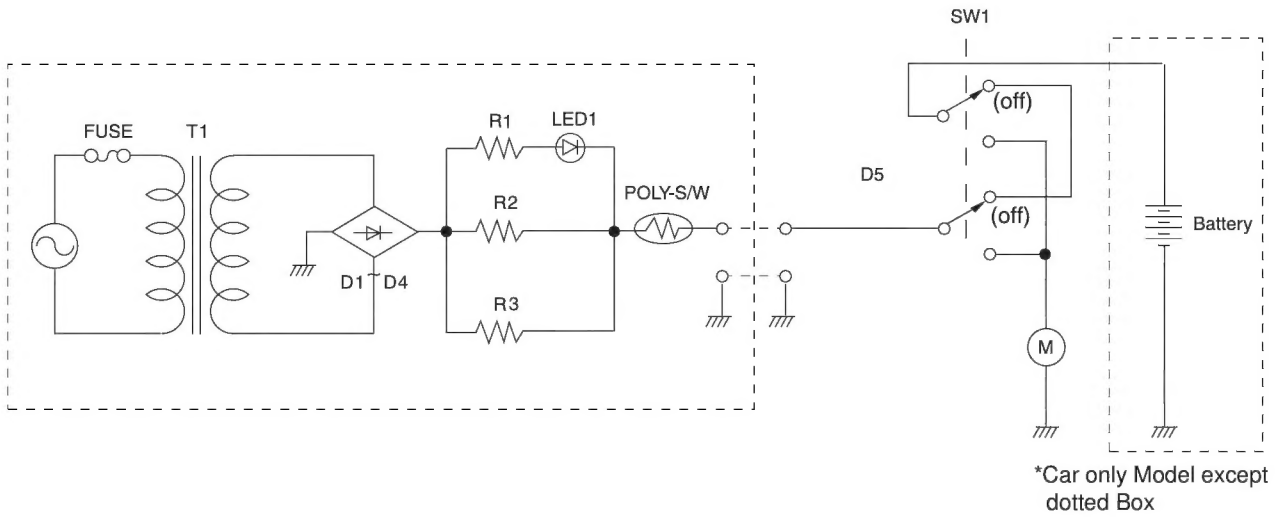 SW1
FUSE
T1
R1
LED1
(off)
D5
POLY-S/W
R2
(off)
Battery
D1~D4
R3
M
*Car only Model except
dotted Box